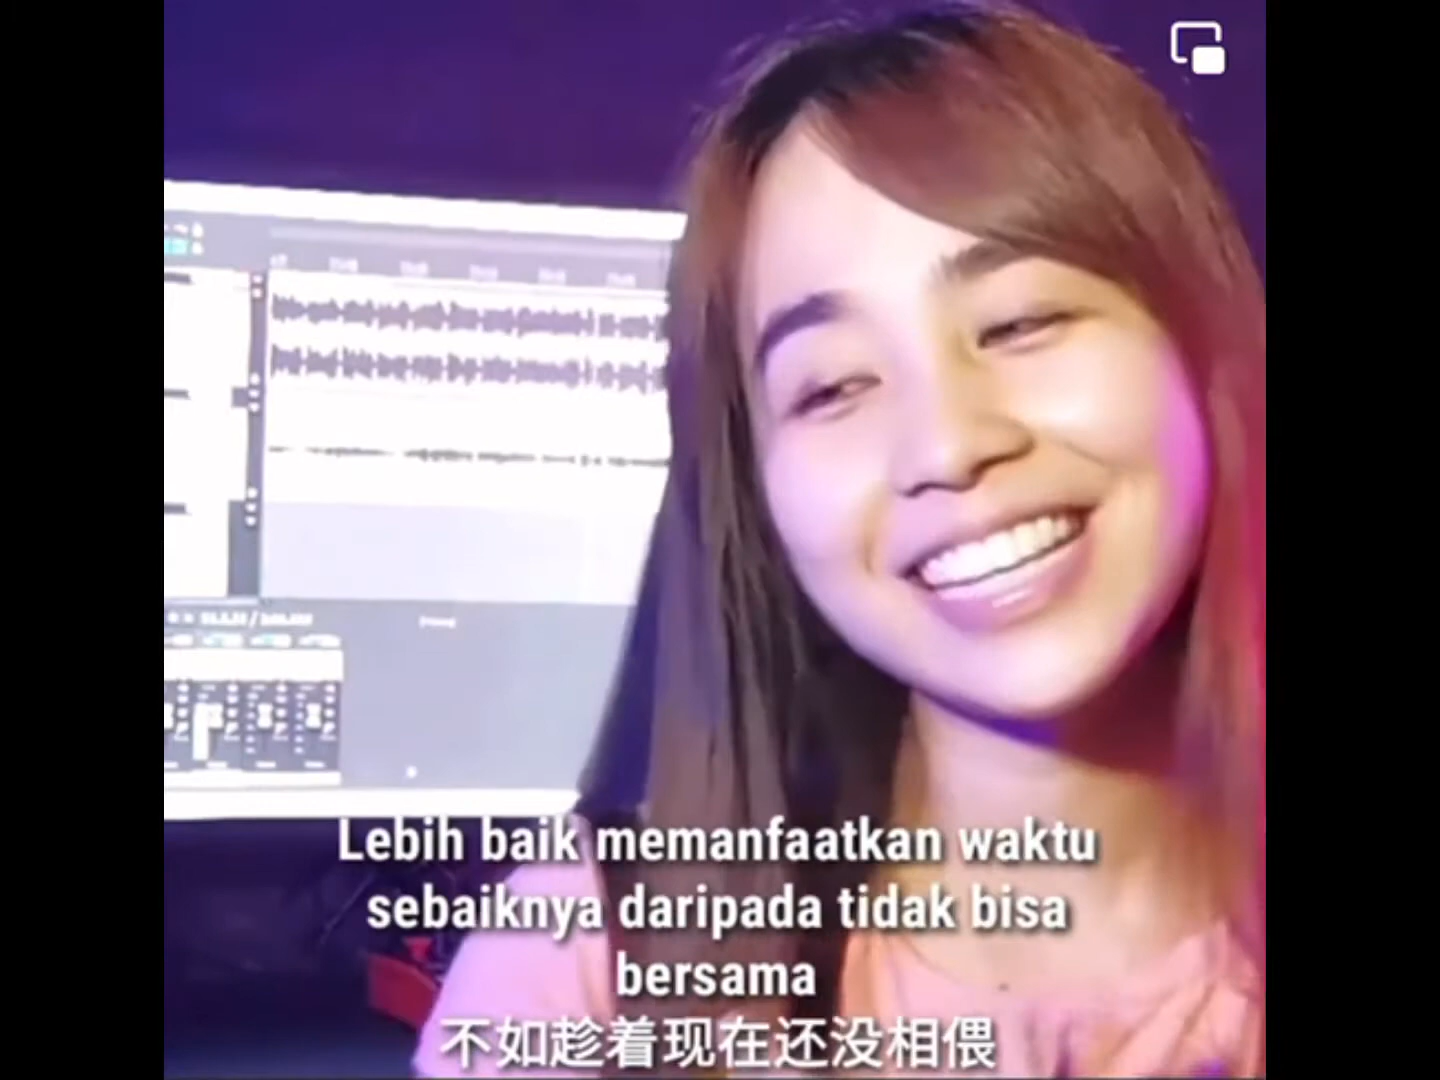 Lebih baik memanfaatkan waktu
sebaiknya daripada tidak bisa
bersama
不如趁着现在还没相偎